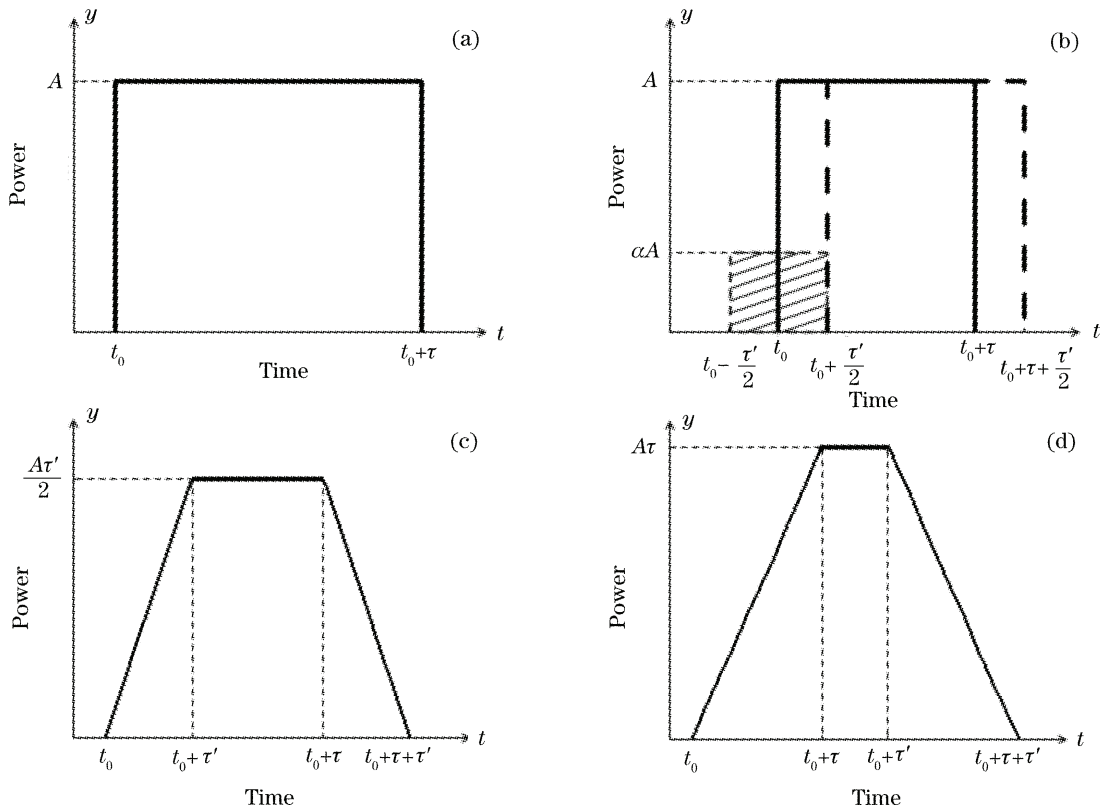 y
(a)
A
Power
t₀
t₀+τ
t
Time
y
(b)
A
Power
αA
t₀− τ′/2
t₀
t₀+ τ′/2
t₀+τ
t₀+τ+ τ′/2
t
Time
y
(c)
Aτ′/2
Power
t₀
t₀+τ′
t₀+τ
t₀+τ+τ′
t
Time
y
(d)
Aτ
Power
t₀
t₀+τ
t₀+τ′
t₀+τ+τ′
t
Time